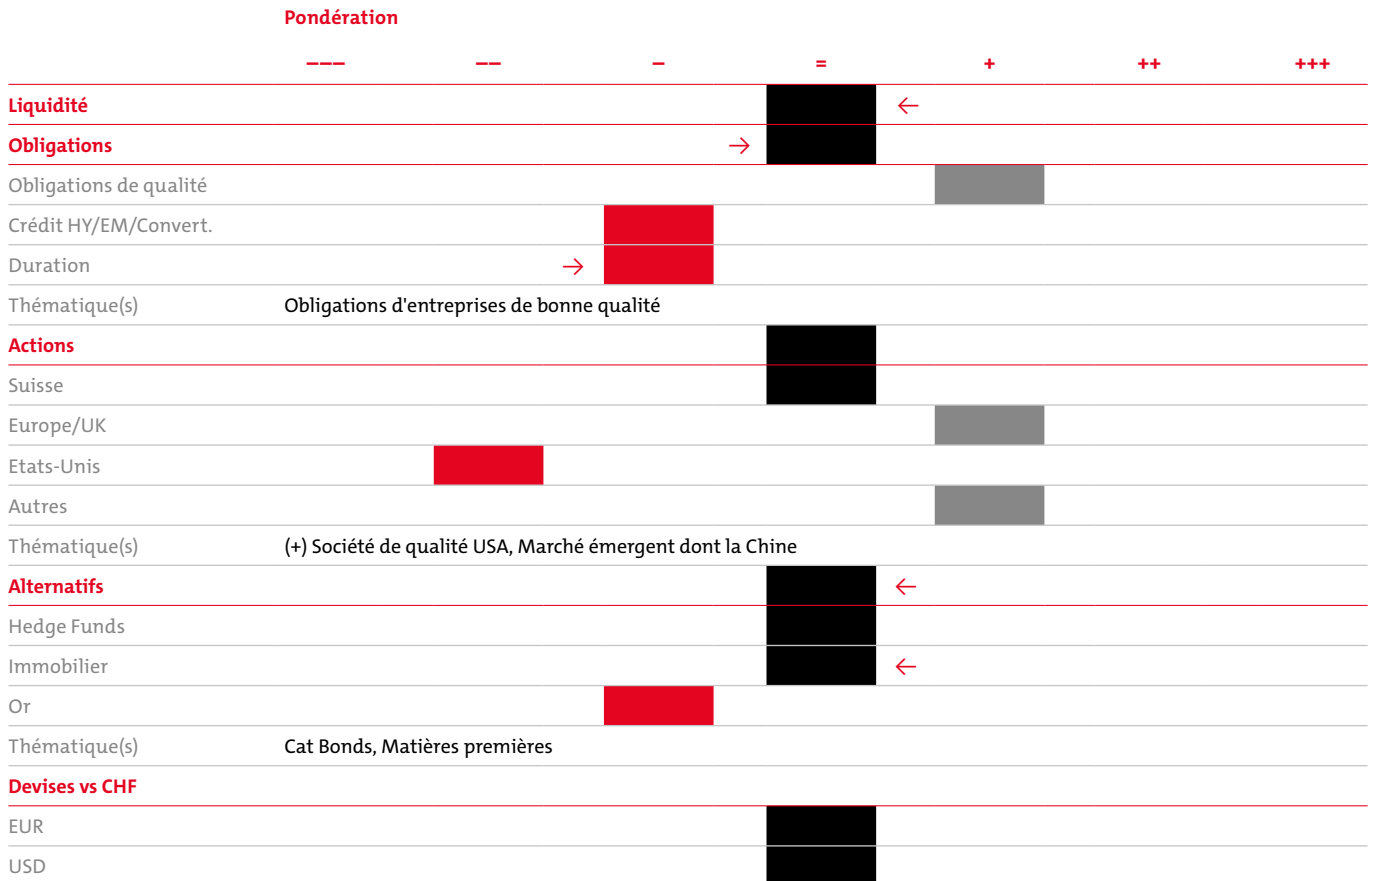 Pondération
––– –– – = + ++ +++
Liquidité ←
Obligations →
Obligations de qualité
Crédit HY/EM/Convert.
Duration →
Thématique(s) Obligations d'entreprises de bonne qualité
Actions
Suisse
Europe/UK
Etats-Unis
Autres
Thématique(s) (+) Société de qualité USA, Marché émergent dont la Chine
Alternatifs ←
Hedge Funds
Immobilier ←
Or
Thématique(s) Cat Bonds, Matières premières
Devises vs CHF
EUR
USD